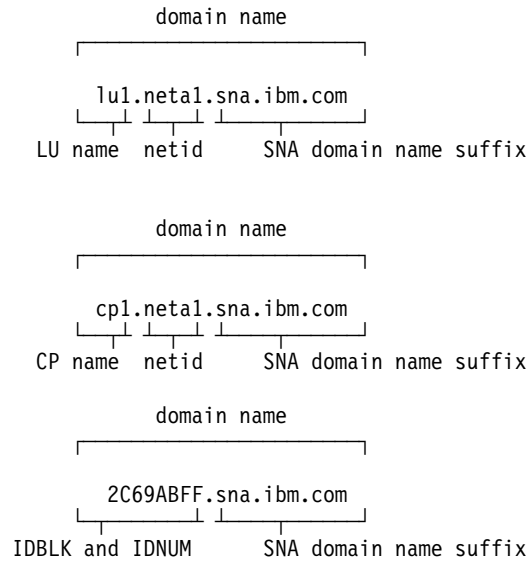 domain name
lu1.neta1.sna.ibm.com
LU name netid SNA domain name suffix
domain name
cp1.neta1.sna.ibm.com
CP name netid SNA domain name suffix
domain name
2C69ABFF.sna.ibm.com
IDBLK and IDNUM SNA domain name suffix